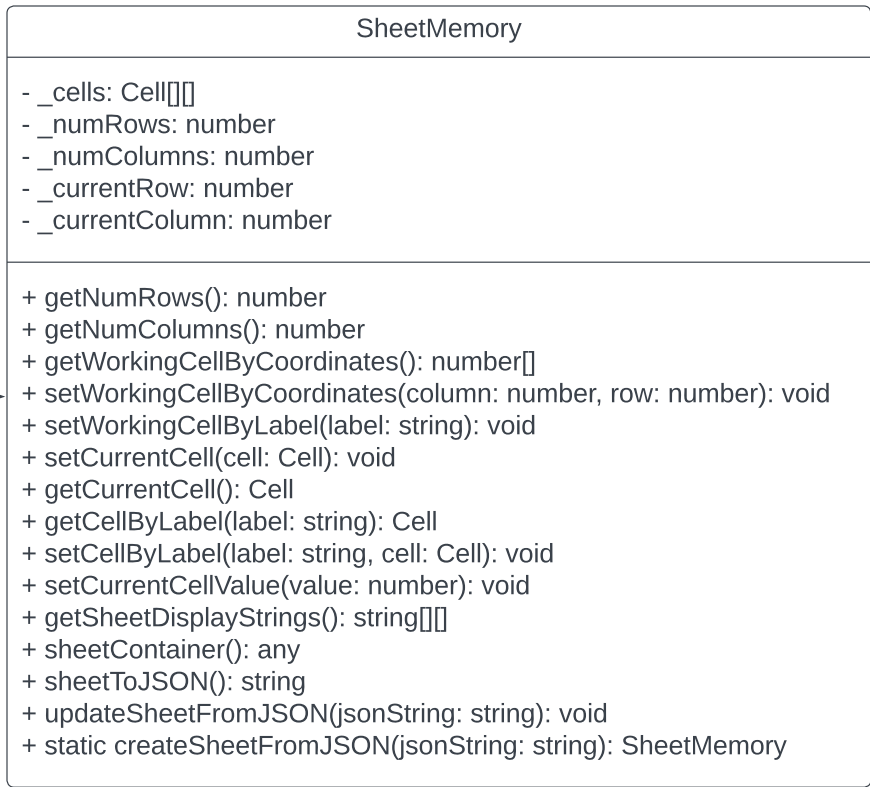 SheetMemory
- _cells: Cell[][]
- _numRows: number
- _numColumns: number
- _currentRow: number
- _currentColumn: number
+ getNumRows(): number
+ getNumColumns(): number
+ getWorkingCellByCoordinates(): number[]
+ setWorkingCellByCoordinates(column: number, row: number): void
+ setWorkingCellByLabel(label: string): void
+ setCurrentCell(cell: Cell): void
+ getCurrentCell(): Cell
+ getCellByLabel(label: string): Cell
+ setCellByLabel(label: string, cell: Cell): void
+ setCurrentCellValue(value: number): void
+ getSheetDisplayStrings(): string[][]
+ sheetContainer(): any
+ sheetToJSON(): string
+ updateSheetFromJSON(jsonString: string): void
+ static createSheetFromJSON(jsonString: string): SheetMemory